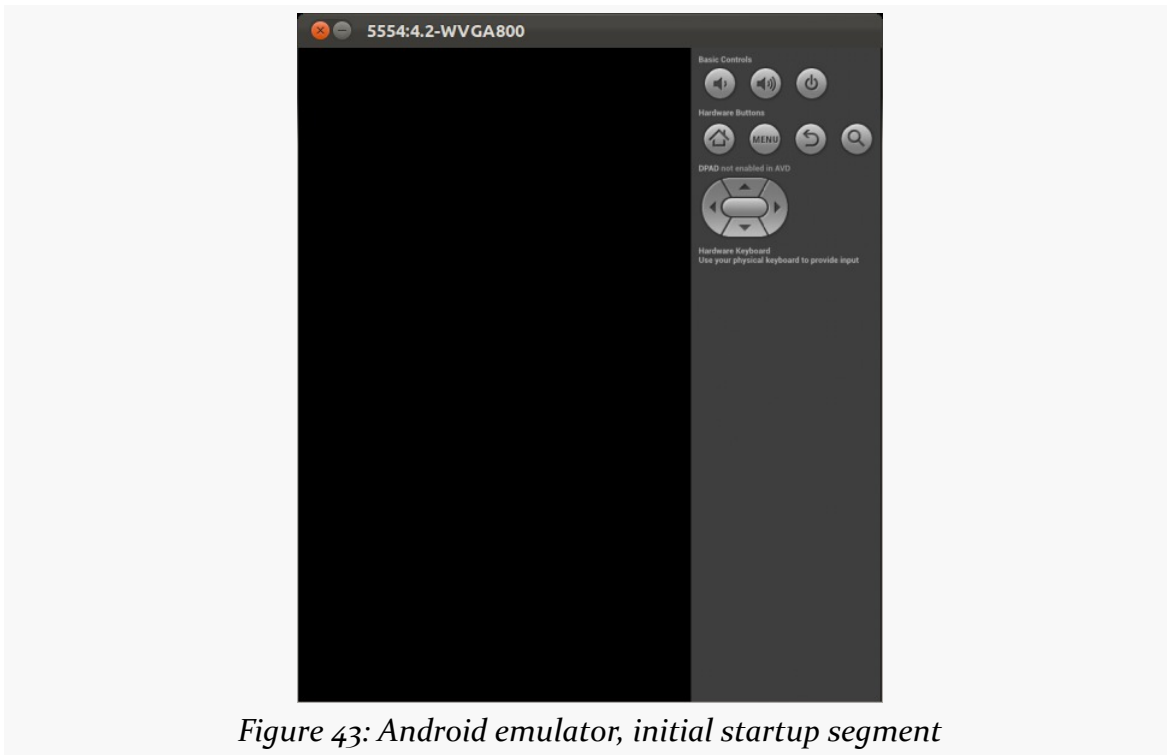 5554:4.2-WVGA800
Basic Controls
Hardware Buttons
MENU
DPAD not enabled in AVD
Hardware Keyboard
Use your physical keyboard to provide input
Figure 43: Android emulator, initial startup segment